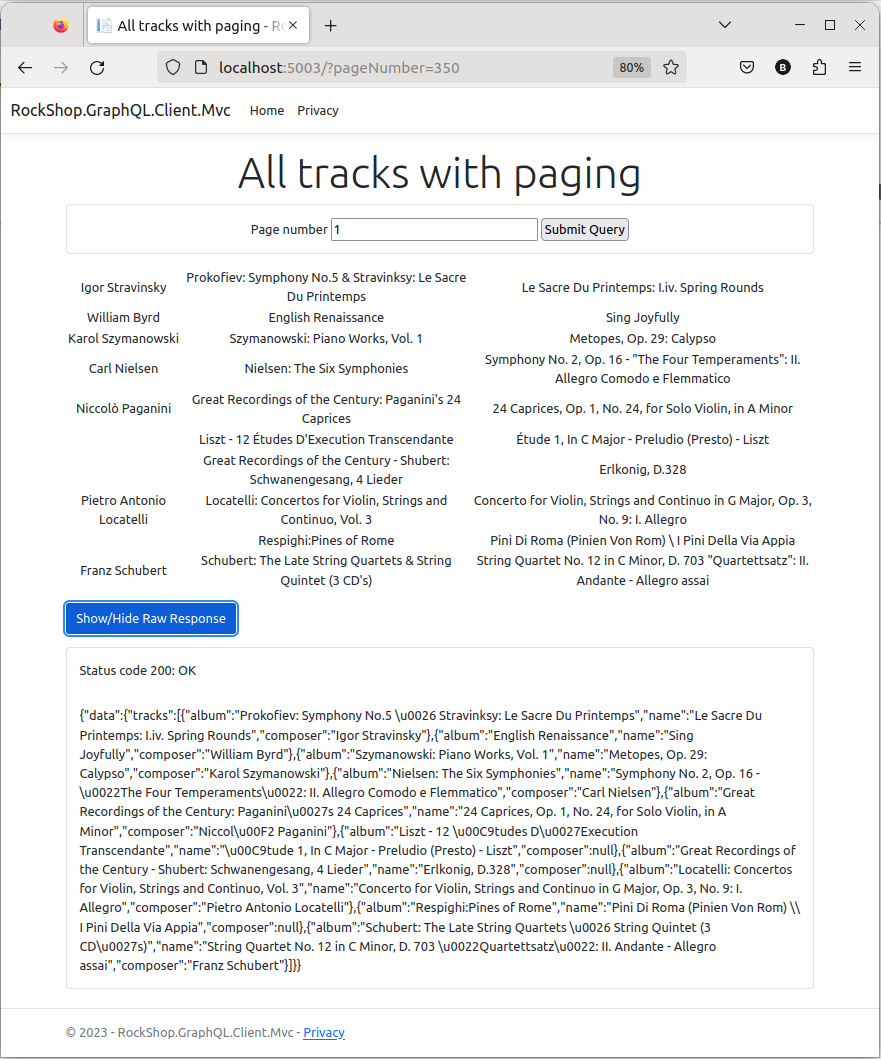 All tracks with paging - Ro
localhost:5003/?pageNumber=350
80%
B
RockShop.GraphQL.Client.Mvc Home Privacy
All tracks with paging
Page number 1 Submit Query
Igor Stravinsky
Prokofiev: Symphony No.5 & Stravinksy: Le Sacre
Du Printemps
Le Sacre Du Printemps: I.iv. Spring Rounds
William Byrd
English Renaissance
Sing Joyfully
Karol Szymanowski
Szymanowski: Piano Works, Vol. 1
Metopes, Op. 29: Calypso
Carl Nielsen
Nielsen: The Six Symphonies
Symphony No. 2, Op. 16 - "The Four Temperaments": II.
Allegro Comodo e Flemmatico
Niccolò Paganini
Great Recordings of the Century: Paganini's 24
Caprices
24 Caprices, Op. 1, No. 24, for Solo Violin, in A Minor
Liszt - 12 Études D'Execution Transcendante
Étude 1, In C Major - Preludio (Presto) - Liszt
Great Recordings of the Century - Shubert:
Schwanengesang, 4 Lieder
Erlkonig, D.328
Pietro Antonio
Locatelli
Locatelli: Concertos for Violin, Strings and
Continuo, Vol. 3
Concerto for Violin, Strings and Continuo in G Major, Op. 3,
No. 9: I. Allegro
Respighi:Pines of Rome
Pini Di Roma (Pinien Von Rom) \ I Pini Della Via Appia
Franz Schubert
Schubert: The Late String Quartets & String
Quintet (3 CD's)
String Quartet No. 12 in C Minor, D. 703 "Quartettsatz": II.
Andante - Allegro assai
Show/Hide Raw Response
Status code 200: OK
{"data":{"tracks":[{"album":"Prokofiev: Symphony No.5 \u0026 Stravinksy: Le Sacre Du Printemps","name":"Le Sacre Du
Printemps: I.iv. Spring Rounds","composer":"Igor Stravinsky"},{"album":"English Renaissance","name":"Sing
Joyfully","composer":"William Byrd"},{"album":"Szymanowski: Piano Works, Vol. 1","name":"Metopes, Op. 29:
Calypso","composer":"Karol Szymanowski"},{"album":"Nielsen: The Six Symphonies","name":"Symphony No. 2, Op. 16 -
\u0022The Four Temperaments\u0022: II. Allegro Comodo e Flemmatico","composer":"Carl Nielsen"},{"album":"Great
Recordings of the Century: Paganini\u0027s 24 Caprices","name":"24 Caprices, Op. 1, No. 24, for Solo Violin, in A
Minor","composer":"Niccol\u00F2 Paganini"},{"album":"Liszt - 12 \u00C9tudes D\u0027Execution
Transcendante","name":"\u00C9tude 1, In C Major - Preludio (Presto) - Liszt","composer":null},{"album":"Great Recordings of
the Century - Shubert: Schwanengesang, 4 Lieder","name":"Erlkonig, D.328","composer":null},{"album":"Locatelli: Concertos
for Violin, Strings and Continuo, Vol. 3","name":"Concerto for Violin, Strings and Continuo in G Major, Op. 3, No. 9: I.
Allegro","composer":"Pietro Antonio Locatelli"},{"album":"Respighi:Pines of Rome","name":"Pini Di Roma (Pinien Von Rom) \\
I Pini Della Via Appia","composer":null},{"album":"Schubert: The Late String Quartets \u0026 String Quintet (3
CD\u0027s)","name":"String Quartet No. 12 in C Minor, D. 703 \u0022Quartettsatz\u0022: II. Andante - Allegro
assai","composer":"Franz Schubert"}]}}
© 2023 - RockShop.GraphQL.Client.Mvc - Privacy